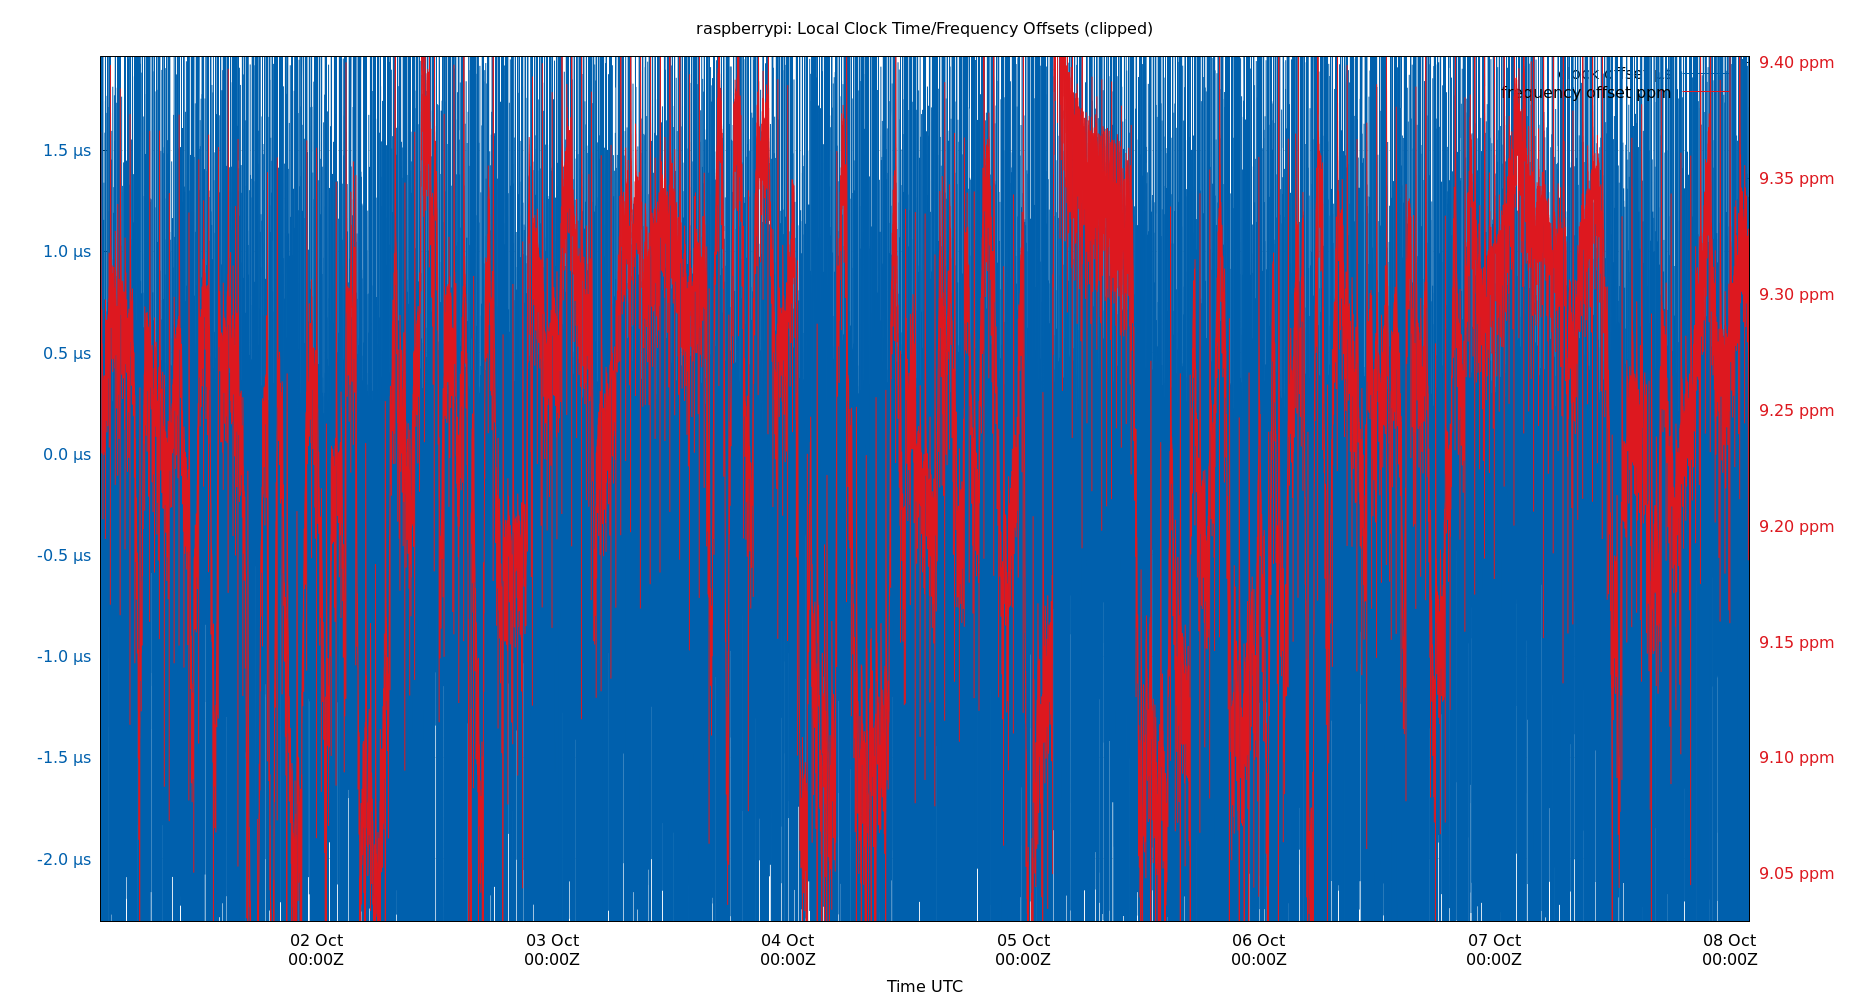 raspberrypi: Local Clock Time/Frequency Offsets (clipped)
clock offset µs
frequency offset ppm
1.5 µs
1.0 µs
0.5 µs
0.0 µs
-0.5 µs
-1.0 µs
-1.5 µs
-2.0 µs
9.40 ppm
9.35 ppm
9.30 ppm
9.25 ppm
9.20 ppm
9.15 ppm
9.10 ppm
9.05 ppm
02 Oct
00:00Z
03 Oct
00:00Z
04 Oct
00:00Z
05 Oct
00:00Z
06 Oct
00:00Z
07 Oct
00:00Z
08 Oct
00:00Z
Time UTC